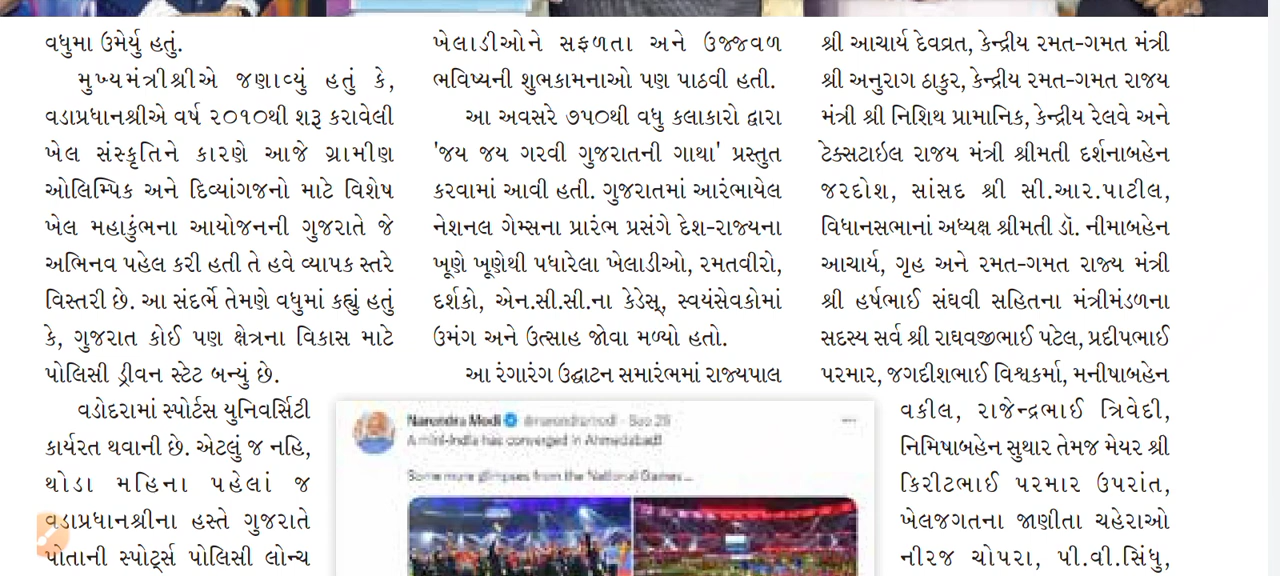 વધુમા ઉમેર્યુ હતું.
મુખ્યમંત્રીશ્રીએ જણાવ્યું હતું કે,
વડાપ્રધાનશ્રીએ વર્ષ ૨૦૧૦થી શરૂ કરાવેલી
ખેલ સંસ્કૃતિને કારણે આજે ગ્રામીણ
ઓલિમ્પિક અને દિવ્યાંગજનો માટે વિશેષ
ખેલ મહાકુંભના આયોજનની ગુજરાતે જે
અભિનવ પહેલ કરી હતી તે હવે વ્યાપક સ્તરે
વિસ્તરી છે. આ સંદર્ભે તેમણે વધુમાં કહ્યું હતું
કે, ગુજરાત કોઈ પણ ક્ષેત્રના વિકાસ માટે
પોલિસી ડ્રીવન સ્ટેટ બન્યું છે.
વડોદરામાં સ્પોર્ટસ યુનિવર્સિટી
કાર્યરત થવાની છે. એટલું જ નહિ,
થોડા મહિના પહેલાં જ
વડાપ્રધાનશ્રીના હસ્તે ગુજરાતે
પોતાની સ્પોર્ટ્સ પોલિસી લોન્ચ
ખેલાડીઓને સફળતા અને ઉજ્જવળ
ભવિષ્યની શુભકામનાઓ પણ પાઠવી હતી.
આ અવસરે ૭૫૦થી વધુ કલાકારો દ્વારા
'જય જય ગરવી ગુજરાતની ગાથા' પ્રસ્તુત
કરવામાં આવી હતી. ગુજરાતમાં આરંભાયેલ
નેશનલ ગેમ્સના પ્રારંભ પ્રસંગે દેશ-રાજ્યના
ખૂણે ખૂણેથી પધારેલા ખેલાડીઓ, રમતવીરો,
દર્શકો, એન.સી.સી.ના કેડેસ્, સ્વયંસેવકોમાં
ઉમંગ અને ઉત્સાહ જોવા મળ્યો હતો.
આ રંગારંગ ઉદ્ઘાટન સમારંભમાં રાજ્યપાલ
Narendra Modi @narendramodi · Sep 29
A mini-India has converged in Ahmedabad!
Some more glimpses from the National Games...
શ્રી આચાર્ય દેવવ્રત, કેન્દ્રીય રમત-ગમત મંત્રી
શ્રી અનુરાગ ઠાકુર, કેન્દ્રીય રમત-ગમત રાજય
મંત્રી શ્રી નિશિથ પ્રામાનિક, કેન્દ્રીય રેલવે અને
ટેક્સટાઇલ રાજય મંત્રી શ્રીમતી દર્શનાબહેન
જરદોશ, સાંસદ શ્રી સી.આર.પાટીલ,
વિધાનસભાનાં અધ્યક્ષ શ્રીમતી ડૉ. નીમાબહેન
આચાર્ય, ગૃહ અને રમત-ગમત રાજ્ય મંત્રી
શ્રી હર્ષભાઈ સંઘવી સહિતના મંત્રીમંડળના
સદસ્ય સર્વ શ્રી રાઘવજીભાઈ પટેલ, પ્રદીપભાઈ
પરમાર, જગદીશભાઈ વિશ્વકર્મા, મનીષાબહેન
વકીલ, રાજેન્દ્રભાઈ ત્રિવેદી,
નિમિષાબહેન સુથાર તેમજ મેયર શ્રી
કિરીટભાઈ પરમાર ઉપરાંત,
ખેલજગતના જાણીતા ચહેરાઓ
નીરજ ચોપરા, પી.વી.સિંધુ,